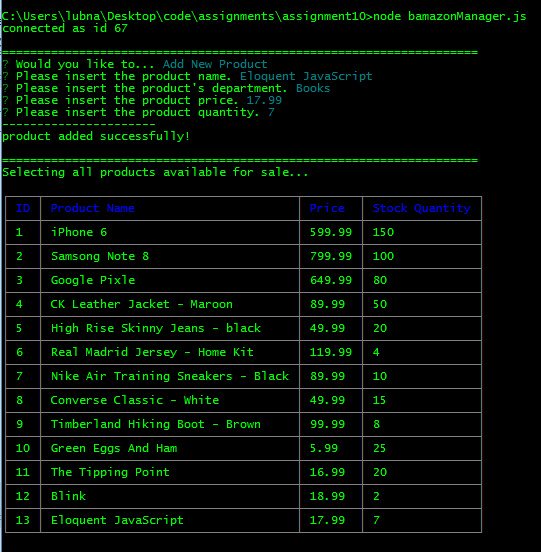 C:\Users\lubna\Desktop\code\assignments\assignment10>node bamazonManager.js
connected as id 67
==================================================================
? Would you like to... Add New Product
? Please insert the product name. Eloquent JavaScript
? Please insert the product's department. Books
? Please insert the product price. 17.99
? Please insert the product quantity. 7
----------------------
product added successfully!
==================================================================
Selecting all products available for sale...
ID Product Name Price Stock Quantity
1 iPhone 6 599.99 150
2 Samsong Note 8 799.99 100
3 Google Pixle 649.99 80
4 CK Leather Jacket - Maroon 89.99 50
5 High Rise Skinny Jeans - black 49.99 20
6 Real Madrid Jersey - Home Kit 119.99 4
7 Nike Air Training Sneakers - Black 89.99 10
8 Converse Classic - White 49.99 15
9 Timberland Hiking Boot - Brown 99.99 8
10 Green Eggs And Ham 5.99 25
11 The Tipping Point 16.99 20
12 Blink 18.99 2
13 Eloquent JavaScript 17.99 7